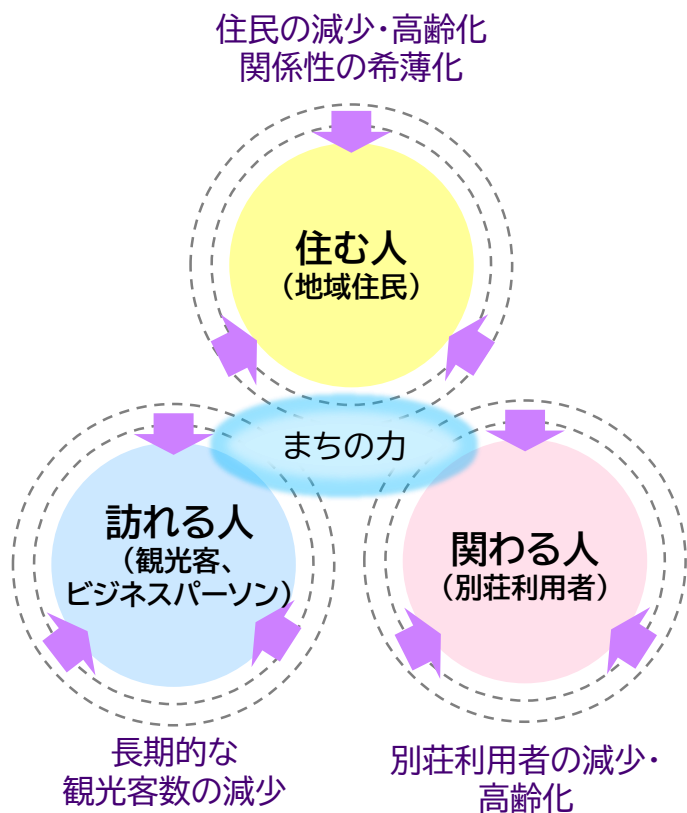 住民の減少･高齢化
関係性の希薄化
住む人
（地域住民）
まちの力
訪れる人
（観光客、
ビジネスパーソン）
関わる人
（別荘利用者）
長期的な
観光客数の減少
別荘利用者の減少･
高齢化